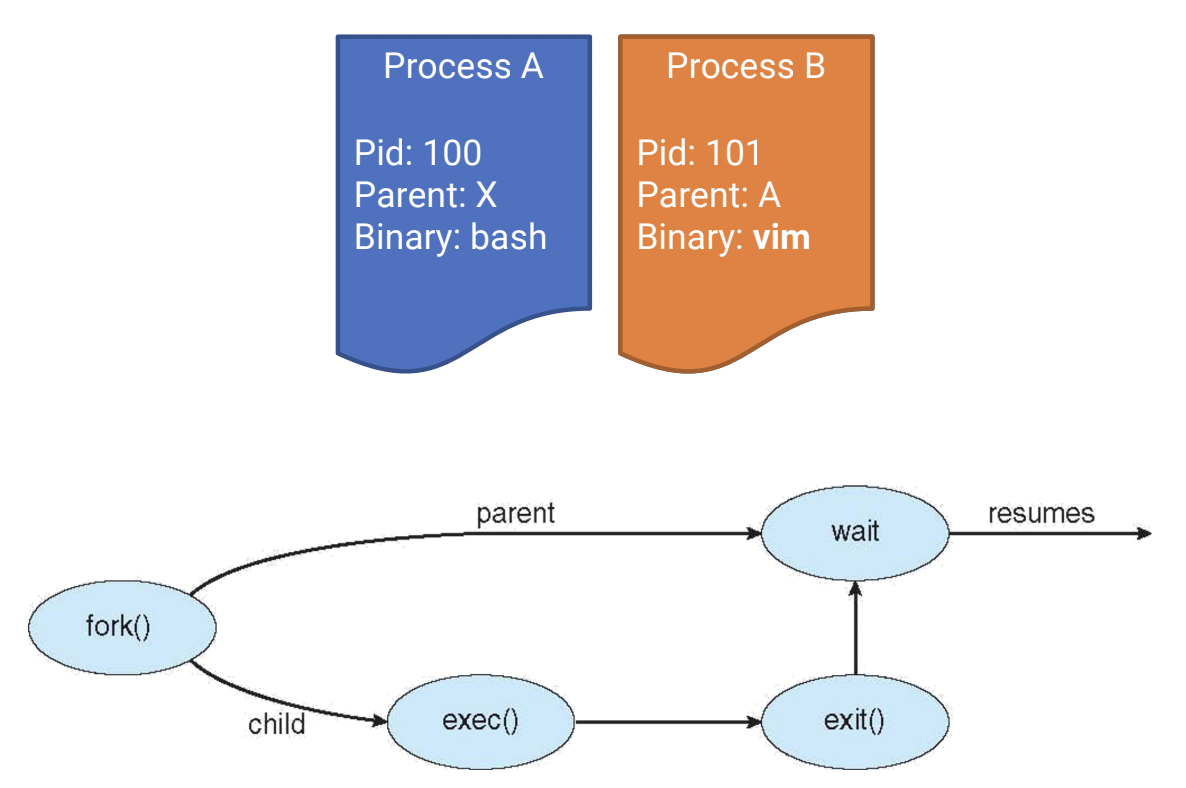 Process A
Pid: 100
Parent: X
Binary: bash
Process B
Pid: 101
Parent: A
Binary: vim
parent
wait
resumes
fork()
child
exec()
exit()